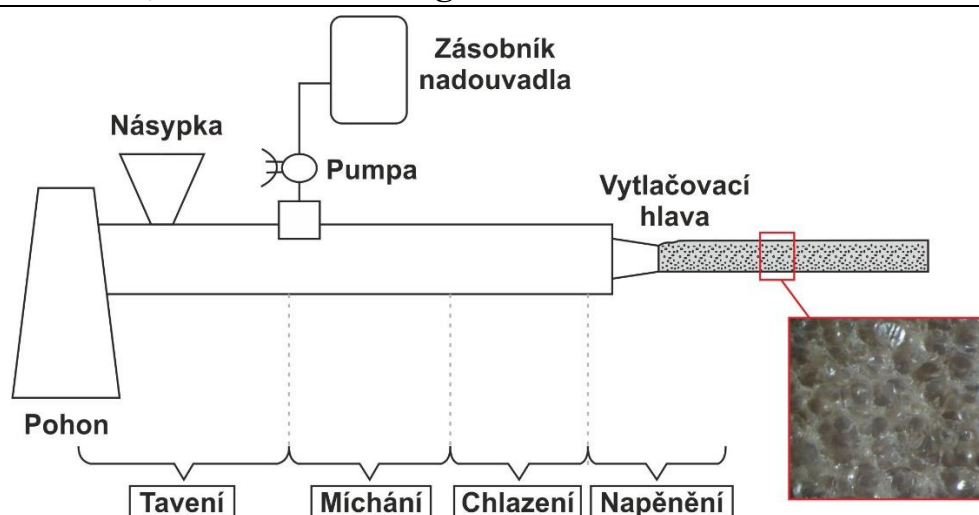 Zásobník
nadouvadla
Násypka
Pumpa
Vytlačovací
hlava
Pohon
Tavení
Míchání
Chlazení
Napěnění